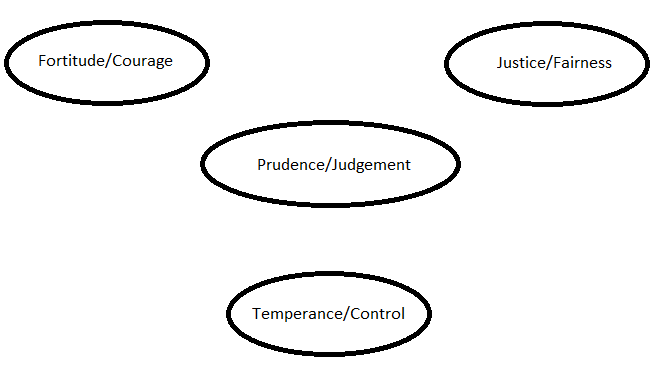 Fortitude/Courage
Justice/Fairness
Prudence/Judgement
Temperance/Control